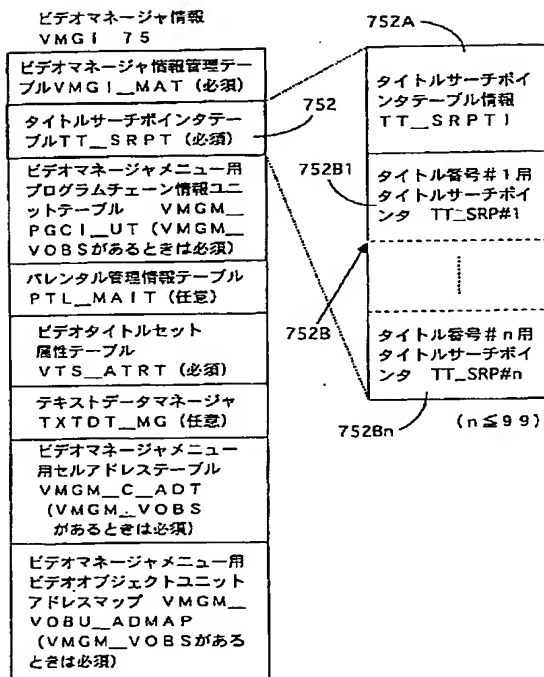 ビデオマネージャ情報
VMGI 75
ビデオマネージャ情報管理テー
ブルVMGI__MAT (必須)
タイトルサーチポインタテー
ブルTT__SRPT (必須)
ビデオマネージャメニュー用
プログラムチェーン情報ユニ
ットテーブル VMGM__
PGCI__UT (VMGM__
VOBSがあるときは必須)
パレンタル管理情報テーブル
PTL__MAIT (任意)
ビデオタイトルセット
属性テーブル
VTS__ATRT (必須)
テキストデータマネージャ
TXTDT__MG (任意)
ビデオマネージャメニュー
用セルアドレステーブル
VMGM__C__ADT
(VMGM__VOBS
があるときは必須)
ビデオマネージャメニュー用
ビデオオブジェクトユニット
アドレスマップ VMGM__
VOBU__ADMAP
(VMGM__VOBSがある
ときは必須)
752
752A
タイトルサーチポイ
ンタテーブル情報
TT__SRPTI
752B1
タイトル番号#1用
タイトルサーチポイ
ンタ TT_SRP#1
752B
タイトル番号#n用
タイトルサーチポイ
ンタ TT_SRP#n
752Bn
(n≦99)